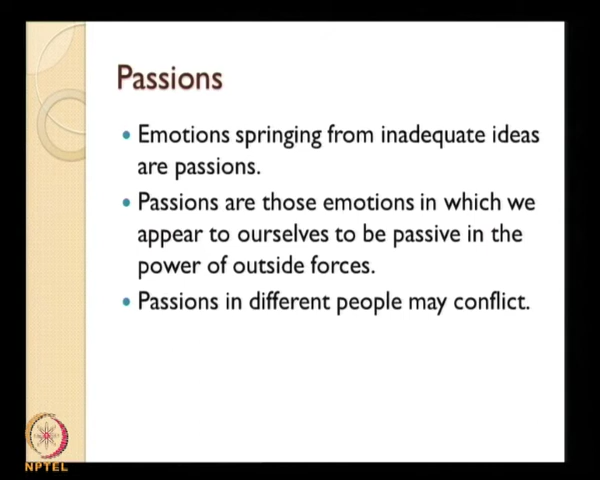 Passions
Emotions springing from inadequate ideas
are passions.
Passions are those emotions in which we
appear to ourselves to be passive in the
power of outside forces.
Passions in different people may conflict.
NPTEL